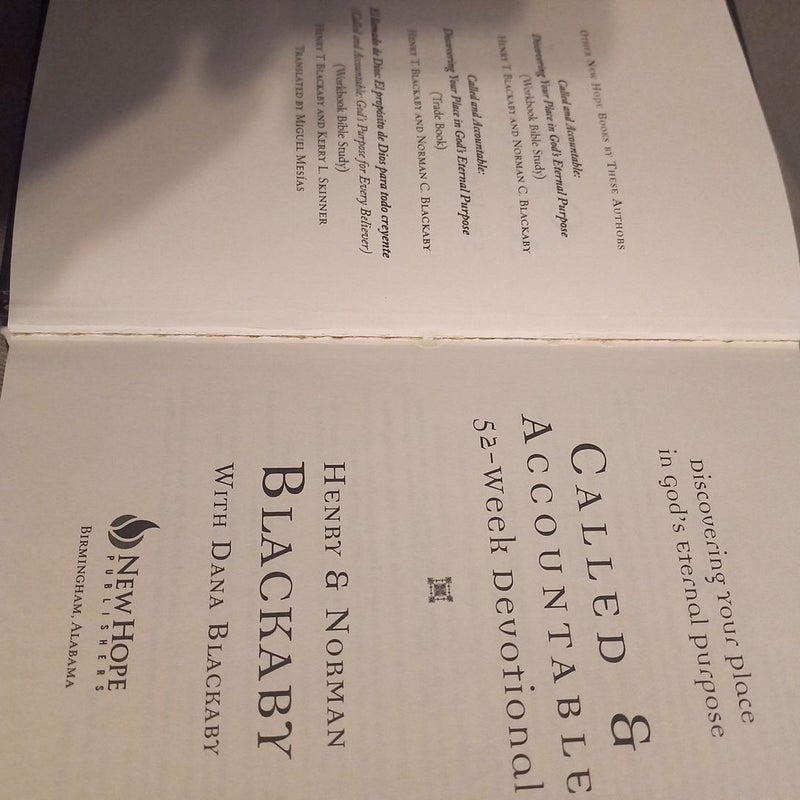 OTHER NEW HOPE BOOKS BY THESE AUTHORS
Called and Accountable:
Discovering Your Place in God's Eternal Purpose
(Workbook Bible Study)
HENRY T. BLACKABY AND NORMAN C. BLACKABY
Called and Accountable:
Discovering Your Place in God's Eternal Purpose
(Trade Book)
HENRY T. BLACKABY AND NORMAN C. BLACKABY
El llamado de Dios: El propósito de Dios para todo creyente
(Called and Accountable: God's Purpose for Every Believer)
(Workbook Bible Study)
HENRY T. BLACKABY AND KERRY L. SKINNER
TRANSLATED BY MIGUEL MESÍAS
Discovering Your Place
in God's Eternal Purpose
CALLED &
ACCOUNTABLE
52-Week Devotional
HENRY & NORMAN
BLACKABY
WITH DANA BLACKABY
NEW HOPE
PUBLISHERS
BIRMINGHAM, ALABAMA